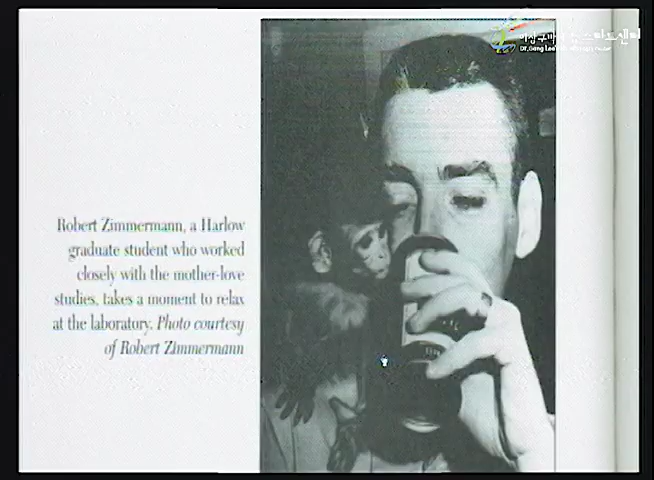 Robert Zimmermann, a Harlow
graduate student who worked
closely with the mother-love
studies, takes a moment to relax
at the laboratory. Photo courtesy
of Robert Zimmermann